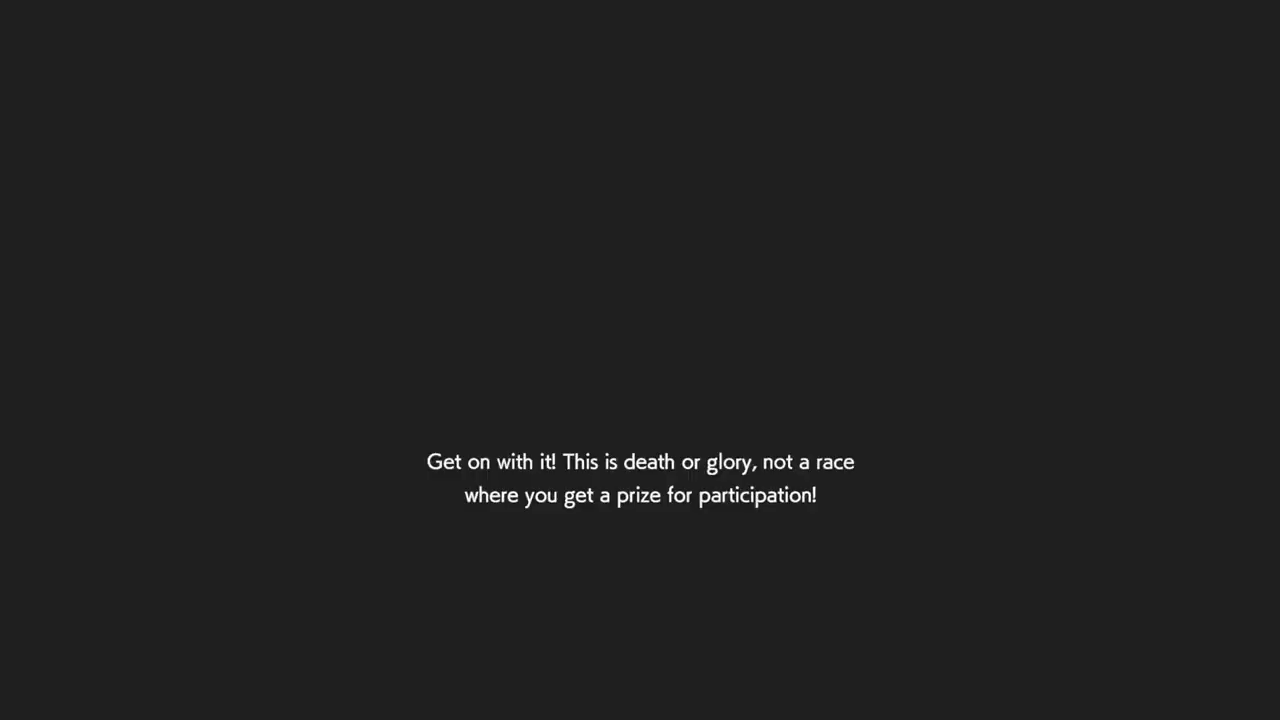 Get on with it! This is death or glory, not a race
where you get a prize for participation!